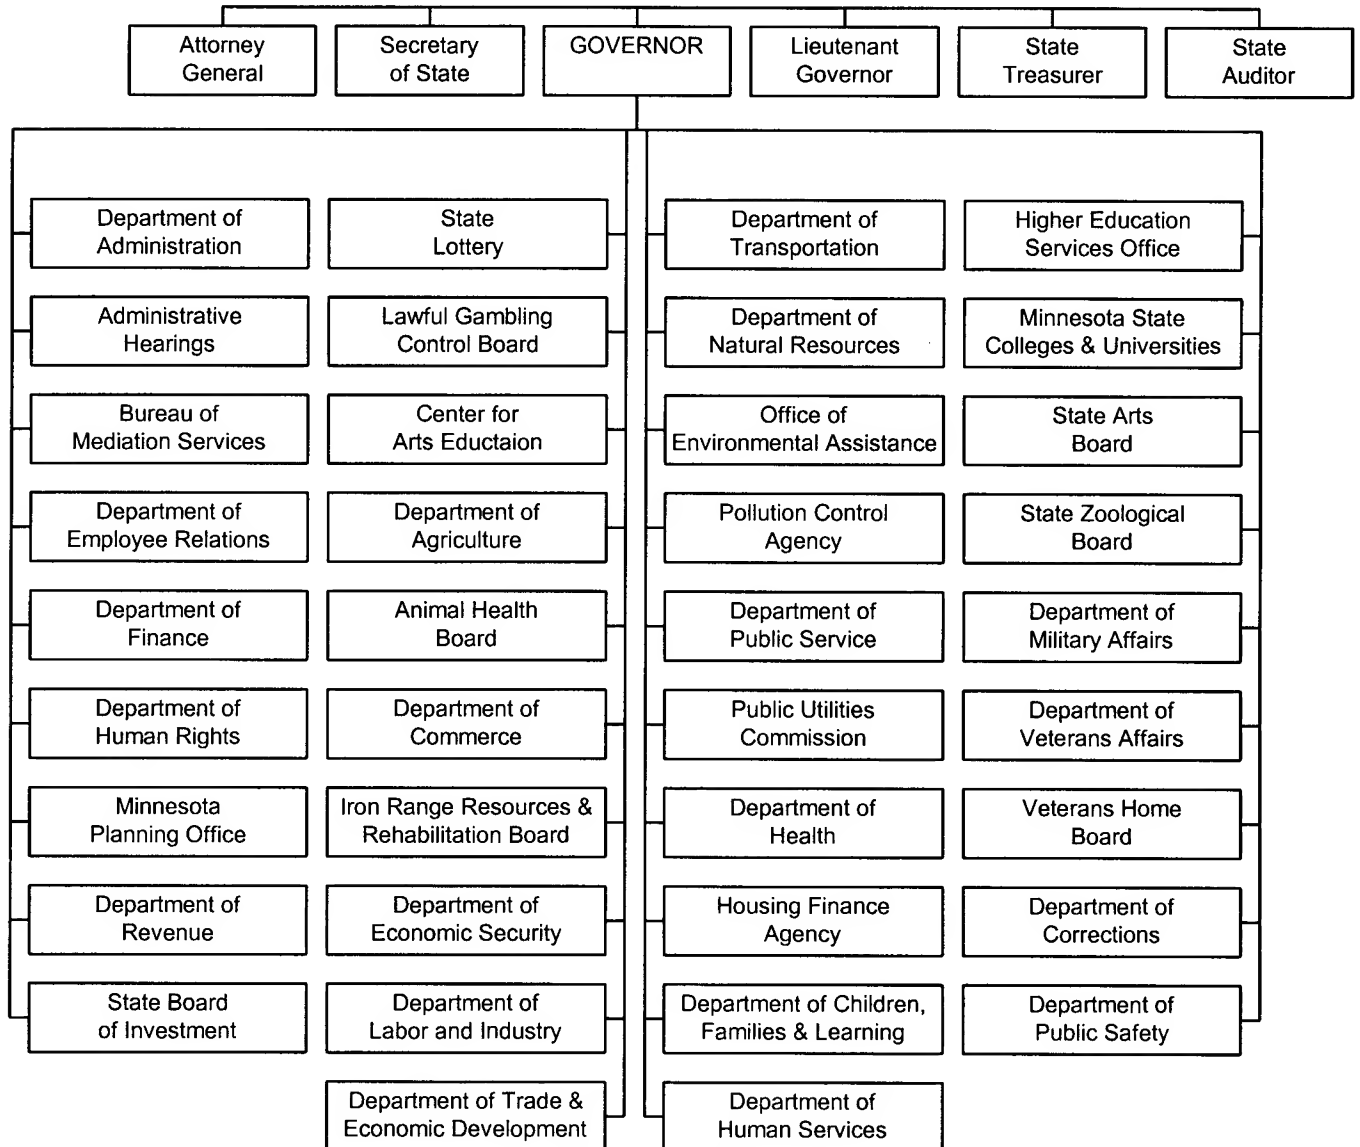 Attorney
General
Secretary
of State
GOVERNOR
Lieutenant
Governor
State
Treasurer
State
Auditor
Department of
Administration
State
Lottery
Department of
Transportation
Higher Education
Services Office
Administrative
Hearings
Lawful Gambling
Control Board
Department of
Natural Resources
Minnesota State
Colleges & Universities
Bureau of
Mediation Services
Center for
Arts Eductaion
Office of
Environmental Assistance
State Arts
Board
Department of
Employee Relations
Department of
Agriculture
Pollution Control
Agency
State Zoological
Board
Department of
Finance
Animal Health
Board
Department of
Public Service
Department of
Military Affairs
Department of
Human Rights
Department of
Commerce
Public Utilities
Commission
Department of
Veterans Affairs
Minnesota
Planning Office
Iron Range Resources &
Rehabilitation Board
Department of
Health
Veterans Home
Board
Department of
Revenue
Department of
Economic Security
Housing Finance
Agency
Department of
Corrections
State Board
of Investment
Department of
Labor and Industry
Department of Children,
Families & Learning
Department of
Public Safety
Department of Trade &
Economic Development
Department of
Human Services